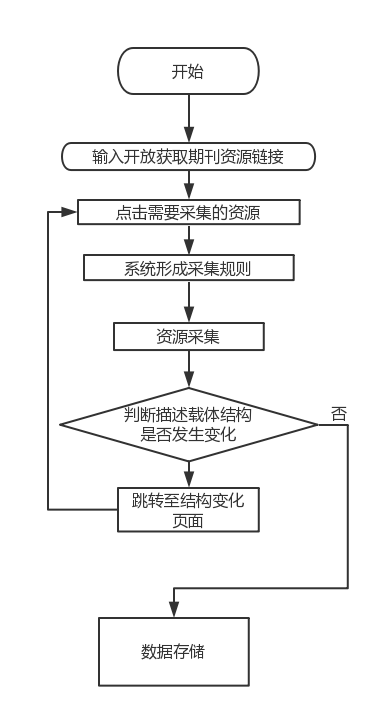 开始
输入开放获取期刊资源链接
点击需要采集的资源
系统形成采集规则
资源采集
判断描述载体结构
是否发生变化
否
跳转至结构变化
页面
数据存储